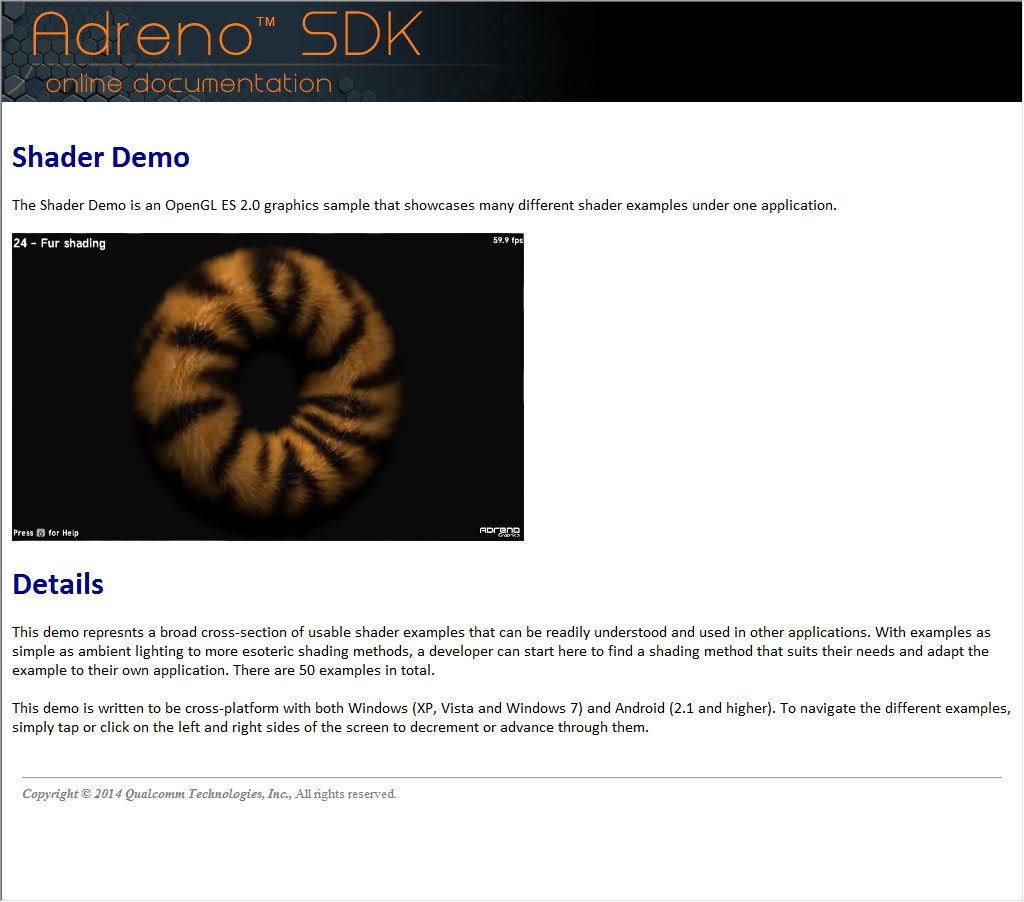 Adreno™ SDK
online documentation
Shader Demo
The Shader Demo is an OpenGL ES 2.0 graphics sample that showcases many different shader examples under one application.
24 - Fur shading
59.9 fps
Press 0 for Help
ADRENO
Graphics
Details
This demo represnts a broad cross-section of usable shader examples that can be readily understood and used in other applications. With examples as
simple as ambient lighting to more esoteric shading methods, a developer can start here to find a shading method that suits their needs and adapt the
example to their own application. There are 50 examples in total.
This demo is written to be cross-platform with both Windows (XP, Vista and Windows 7) and Android (2.1 and higher). To navigate the different examples,
simply tap or click on the left and right sides of the screen to decrement or advance through them.
Copyright © 2014 Qualcomm Technologies, Inc., All rights reserved.